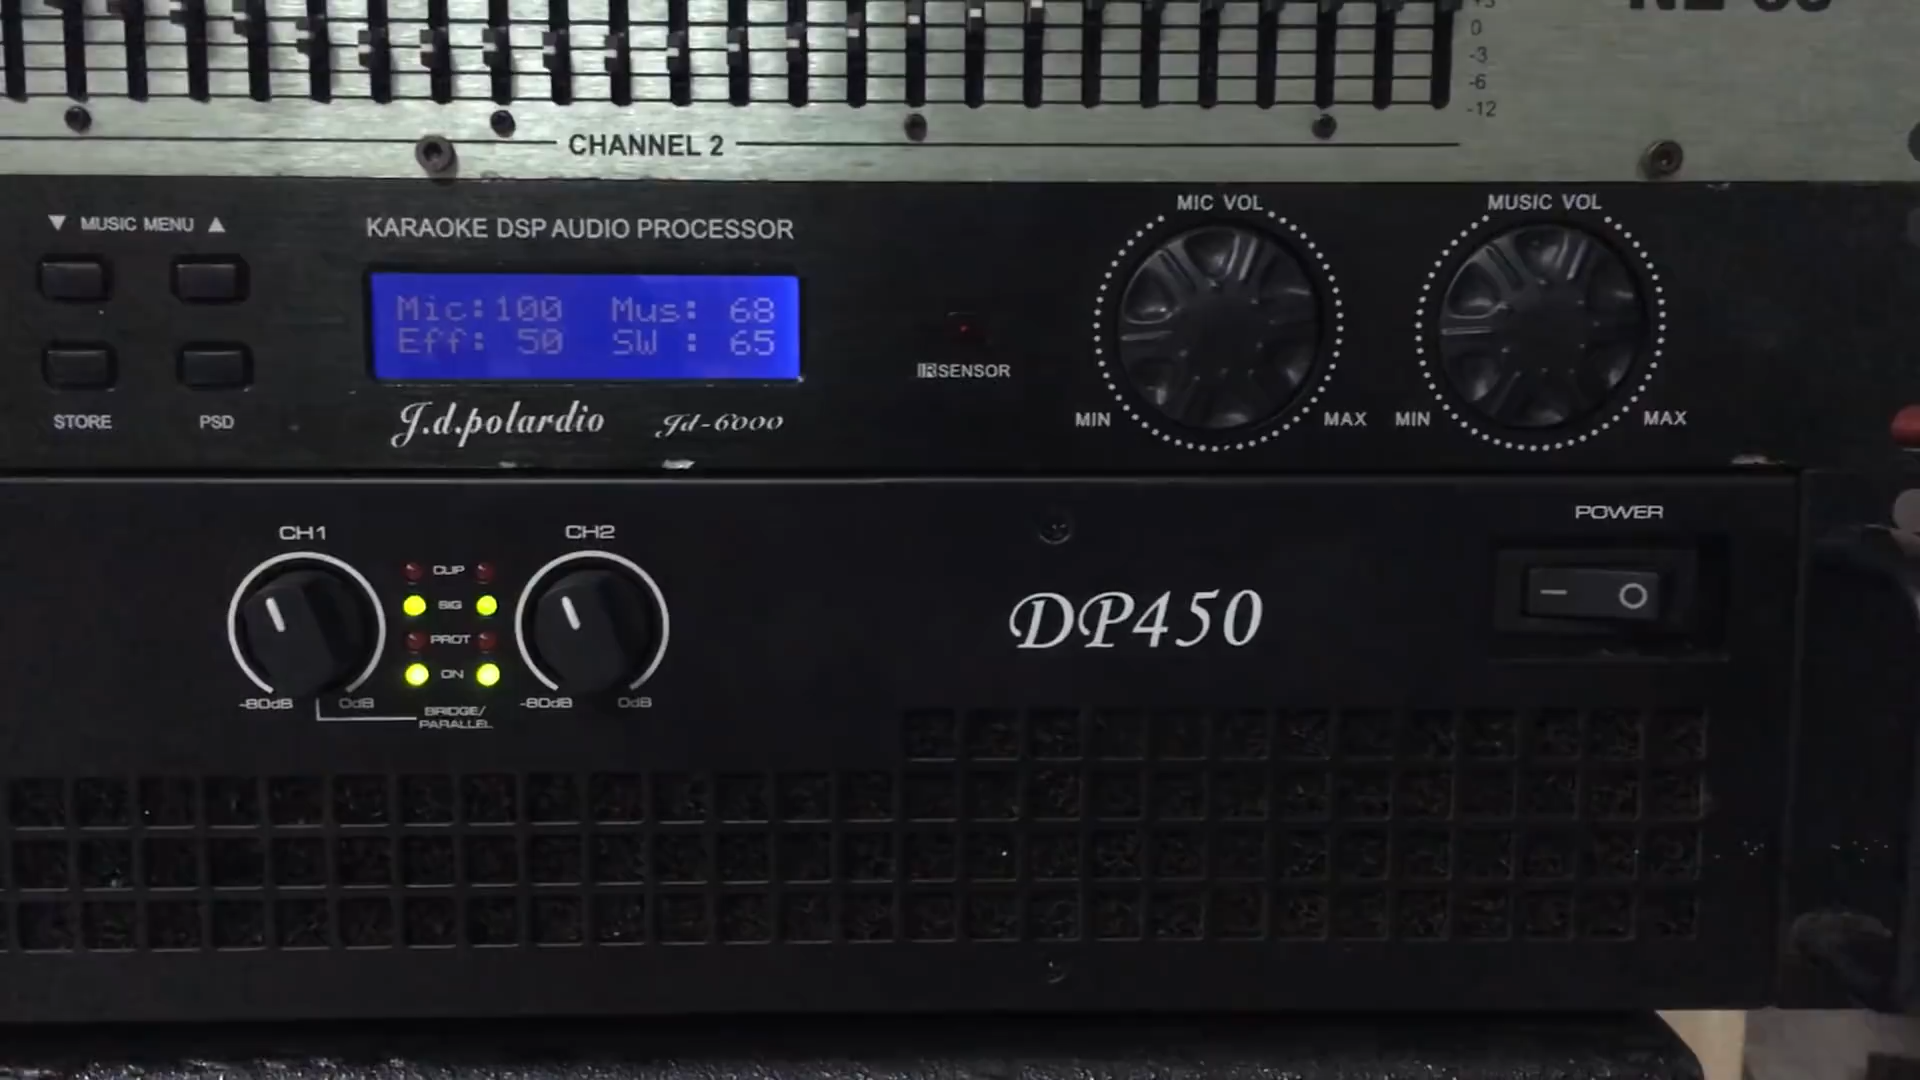 0
-3
-6
-12
CHANNEL 2
▼ MUSIC MENU ▲
KARAOKE DSP AUDIO PROCESSOR
MIC VOL
MUSIC VOL
Mic:100 Mus: 68
Eff: 50 SW : 65
IR SENSOR
MIN MAX
MIN MAX
STORE
PSD
J.d.polardio
Jd-6000
POWER
CH1
CH2
CLIP
SIG
PROT
ON
-80dB 0dB
-80dB 0dB
BRIDGE/
PARALLEL
DP450